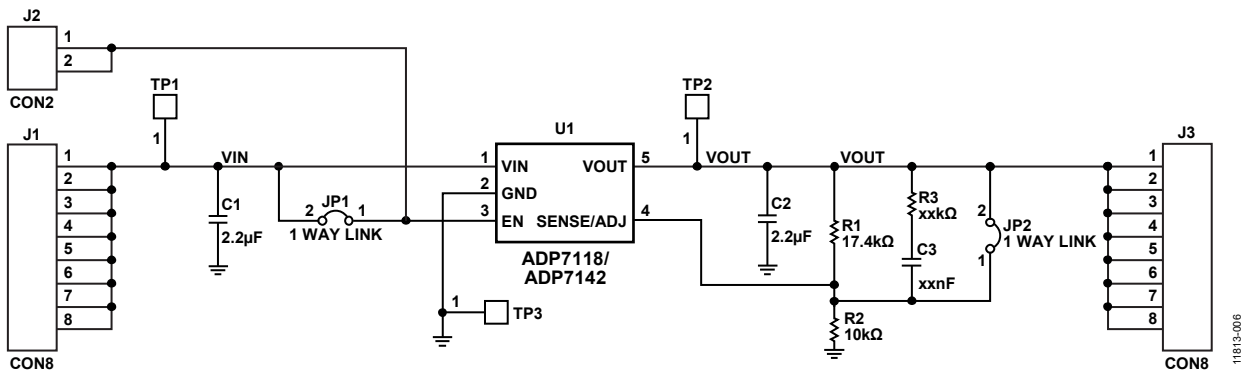 J2
1
2
CON2
J1
1
2
3
4
5
6
7
8
CON8
TP1
1
VIN
C1
2.2µF
2
JP1
1
1 WAY LINK
U1
1
VIN
VOUT
5
2
GND
3
EN
SENSE/ADJ
4
ADP7118/
ADP7142
1
TP3
TP2
1
VOUT
VOUT
C2
2.2µF
R1
17.4kΩ
R3
xxkΩ
C3
xxnF
2
JP2
1 WAY LINK
1
R2
10kΩ
J3
1
2
3
4
5
6
7
8
CON8
11813-006